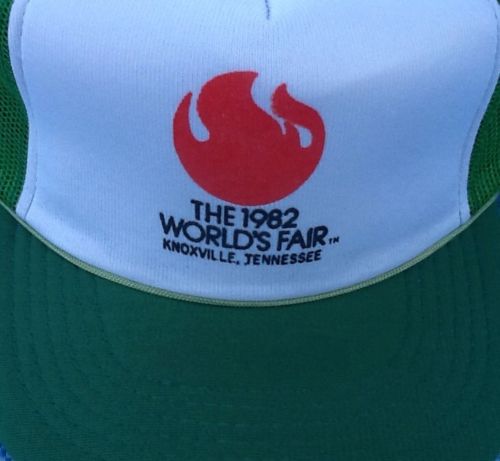 THE 1982
WORLD'S FAIR™
KNOXVILLE, TENNESSEE